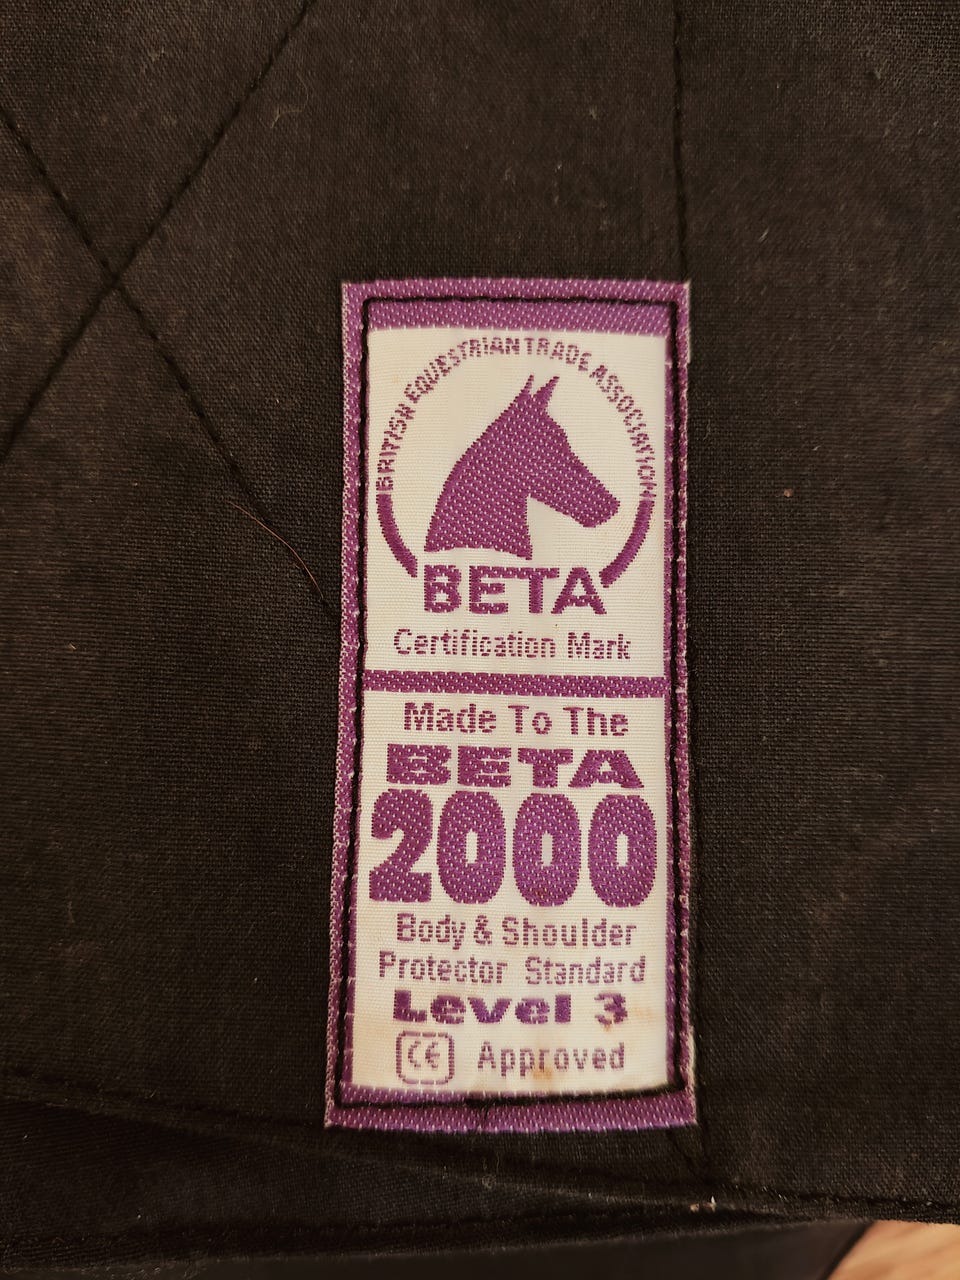 BRITISH EQUESTRIAN TRADE ASSOCIATION
BETA
Certification Mark
Made To The
BETA
2000
Body & Shoulder
Protector Standard
Level 3
CE Approved